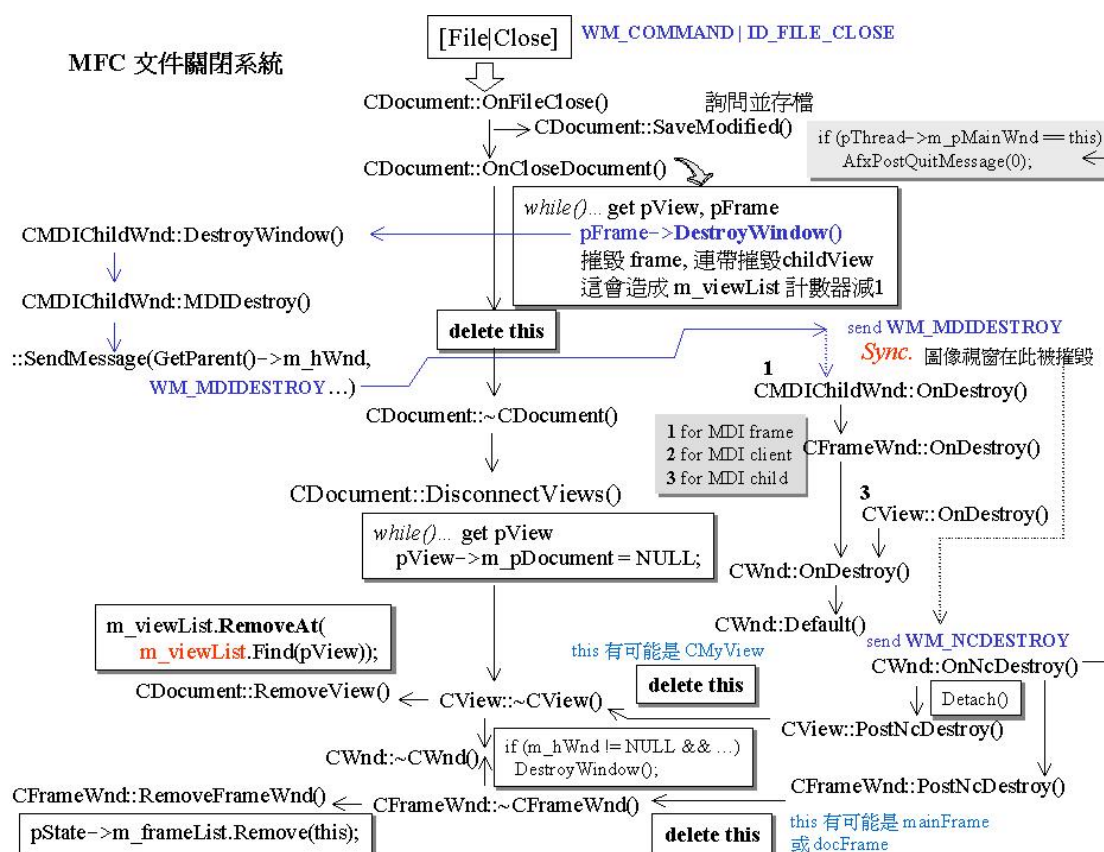 [File|Close]
WM_COMMAND | ID_FILE_CLOSE
MFC 文件關閉系統
CDocument::OnFileClose()
詢問並存檔
CDocument::SaveModified()
if (pThread->m_pMainWnd == this)
AfxPostQuitMessage(0);
CDocument::OnCloseDocument()
while()... get pView, pFrame
pFrame->DestroyWindow()
摧毀 frame, 連帶摧毀childView
這會造成 m_viewList 計數器減1
CMDIChildWnd::DestroyWindow()
CMDIChildWnd::MDIDestroy()
::SendMessage(GetParent()->m_hWnd,
WM_MDIDESTROY ...)
delete this
send WM_MDIDESTROY
Sync. 圖像視窗在此被摧毀
1
CMDIChildWnd::OnDestroy()
CDocument::~CDocument()
1 for MDI frame
2 for MDI client
3 for MDI child
CFrameWnd::OnDestroy()
3
CView::OnDestroy()
CDocument::DisconnectViews()
while()... get pView
pView->m_pDocument = NULL;
CWnd::OnDestroy()
CWnd::Default()
m_viewList.RemoveAt(
m_viewList.Find(pView));
send WM_NCDESTROY
this 有可能是 CMyView
CWnd::OnNcDestroy()
delete this
Detach()
CDocument::RemoveView()
CView::~CView()
CView::PostNcDestroy()
if (m_hWnd != NULL && ...)
DestroyWindow();
CWnd::~CWnd()
CFrameWnd::PostNcDestroy()
CFrameWnd::RemoveFrameWnd()
CFrameWnd::~CFrameWnd()
pState->m_frameList.Remove(this);
delete this
this 有可能是 mainFrame
或 docFrame